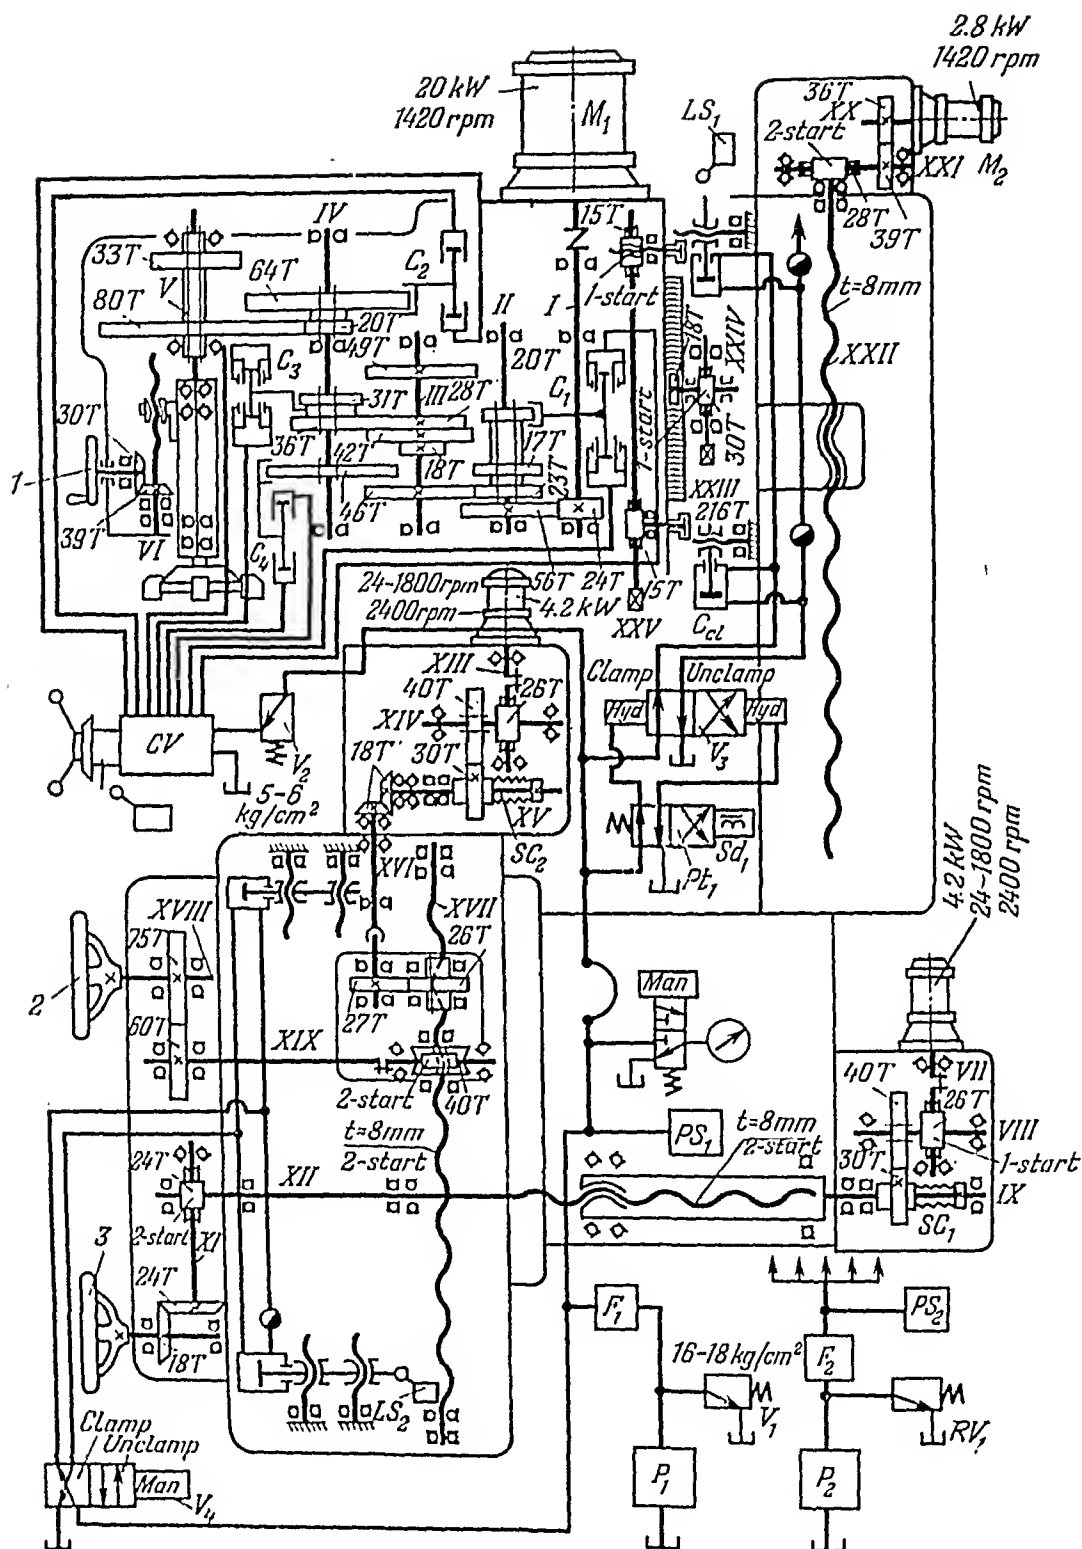 2.8 kW
1420 rpm
20 kW
1420 rpm
M₁
LS₁
36T
XX
2-start
XXI
M₂
28T
39T
IV
33T
V
64T
80T
C₂
20T
49T
II
I
15T
1-start
t=8mm
XXII
18T
XXIV
C₃
20T
C₁
III
28T
31T
30T
36T
42T
18T
17T
1-start
30T
1
39T
VI
46T
23T
XXIII
216T
C₄
56T
24T
15T
24-1800rpm
2400rpm
4.2 kW
XXV
C cl
XIII
Clamp
Unclamp
40T
26T
Hyd
Hyd
XIV
V₃
CV
V₂
18T
30T
5-6
kg/cm²
XV
SC₂
Sd₁
Pt₁
XVI
4.2 kW
24-1800 rpm
2400 rpm
XVIII
XVII
75T
26T
2
Man
60T
27T
XIX
VII
40T
26T
2-start
40T
PS₁
t=8mm
2-start
VIII
t=8mm
2-start
30T
1-start
24T
XII
IX
2-start
SC₁
XI
3
24T
F₁
PS₂
16-18 kg/cm²
F₂
18T
LS₂
V₁
RV₁
Clamp
Unclamp
Man
V₄
P₁
P₂